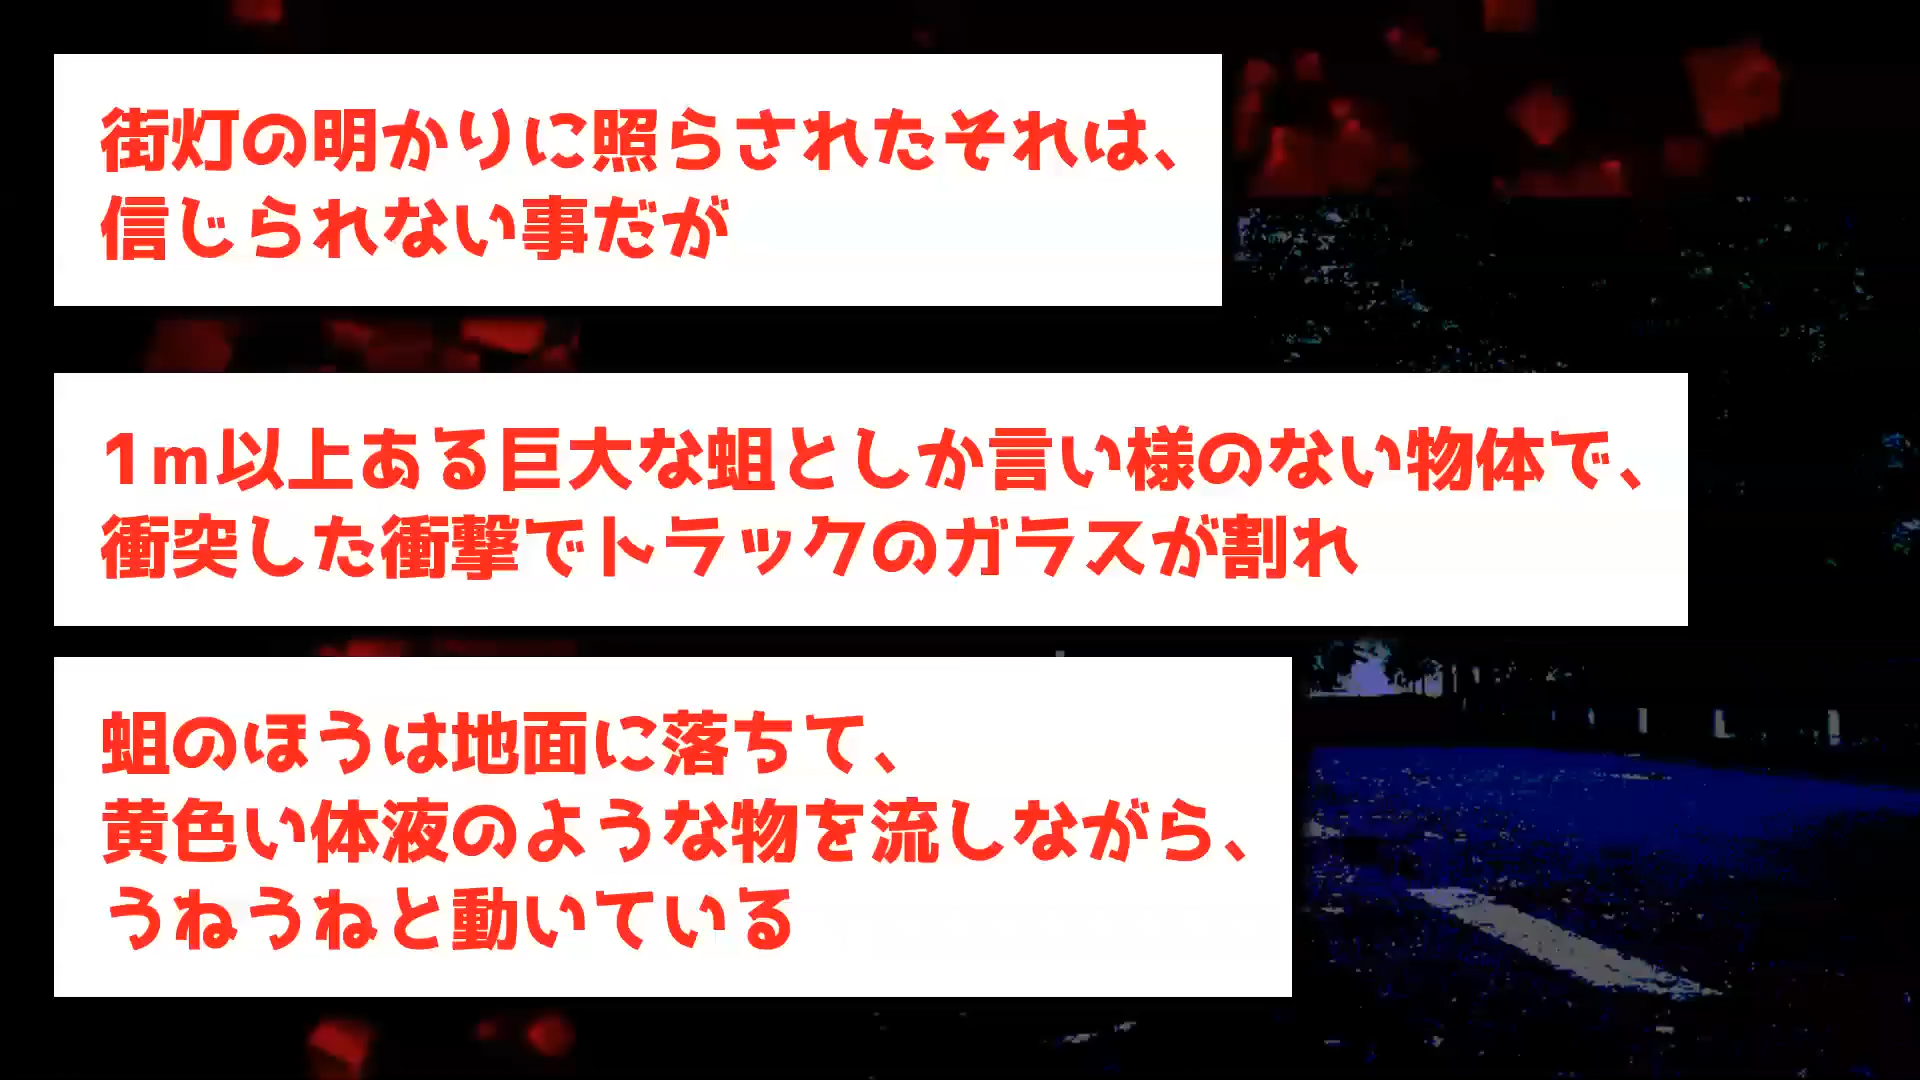 街灯の明かりに照らされたそれは、
信じられない事だが
1m以上ある巨大な蛆としか言い様のない物体で、
衝突した衝撃でトラックのガラスが割れ
蛆のほうは地面に落ちて、
黄色い体液のような物を流しながら、
うねうねと動いている